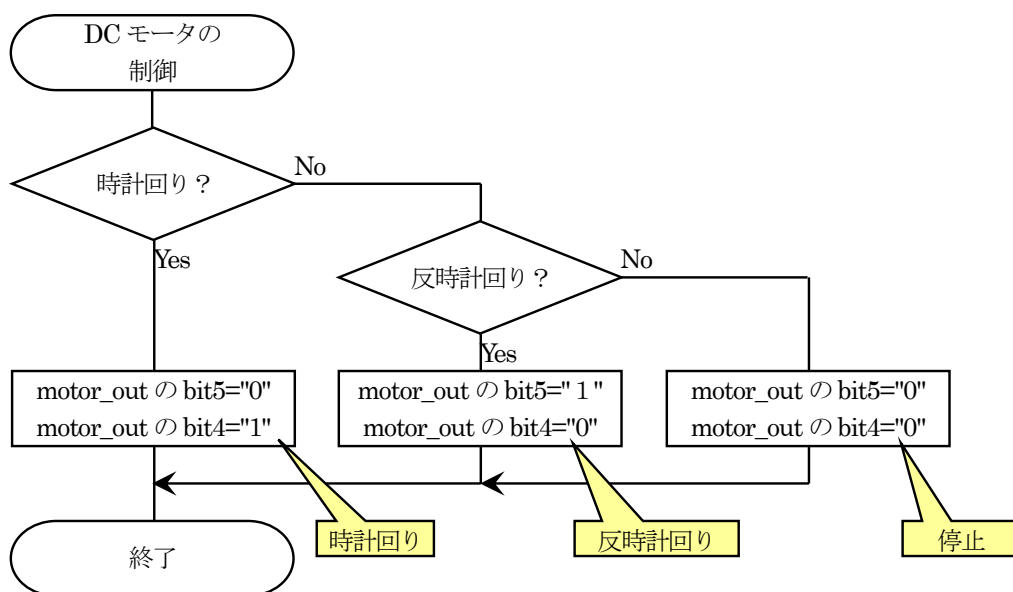 DC モータの
制御
時計回り？
No
Yes
反時計回り？
No
Yes
motor_out の bit5="0"
motor_out の bit4="1"
motor_out の bit5="１"
motor_out の bit4="0"
motor_out の bit5="0"
motor_out の bit4="0"
時計回り
反時計回り
停止
終了